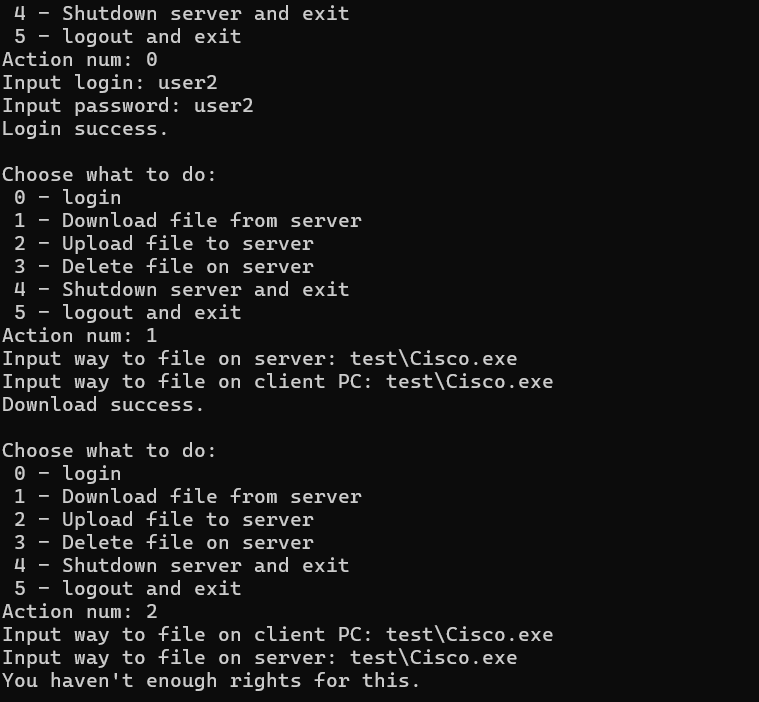 4 - Shutdown server and exit
5 - logout and exit
Action num: 0
Input login: user2
Input password: user2
Login success.
Choose what to do:
0 - login
1 - Download file from server
2 - Upload file to server
3 - Delete file on server
4 - Shutdown server and exit
5 - logout and exit
Action num: 1
Input way to file on server: test\Cisco.exe
Input way to file on client PC: test\Cisco.exe
Download success.
Choose what to do:
0 - login
1 - Download file from server
2 - Upload file to server
3 - Delete file on server
4 - Shutdown server and exit
5 - logout and exit
Action num: 2
Input way to file on client PC: test\Cisco.exe
Input way to file on server: test\Cisco.exe
You haven't enough rights for this.